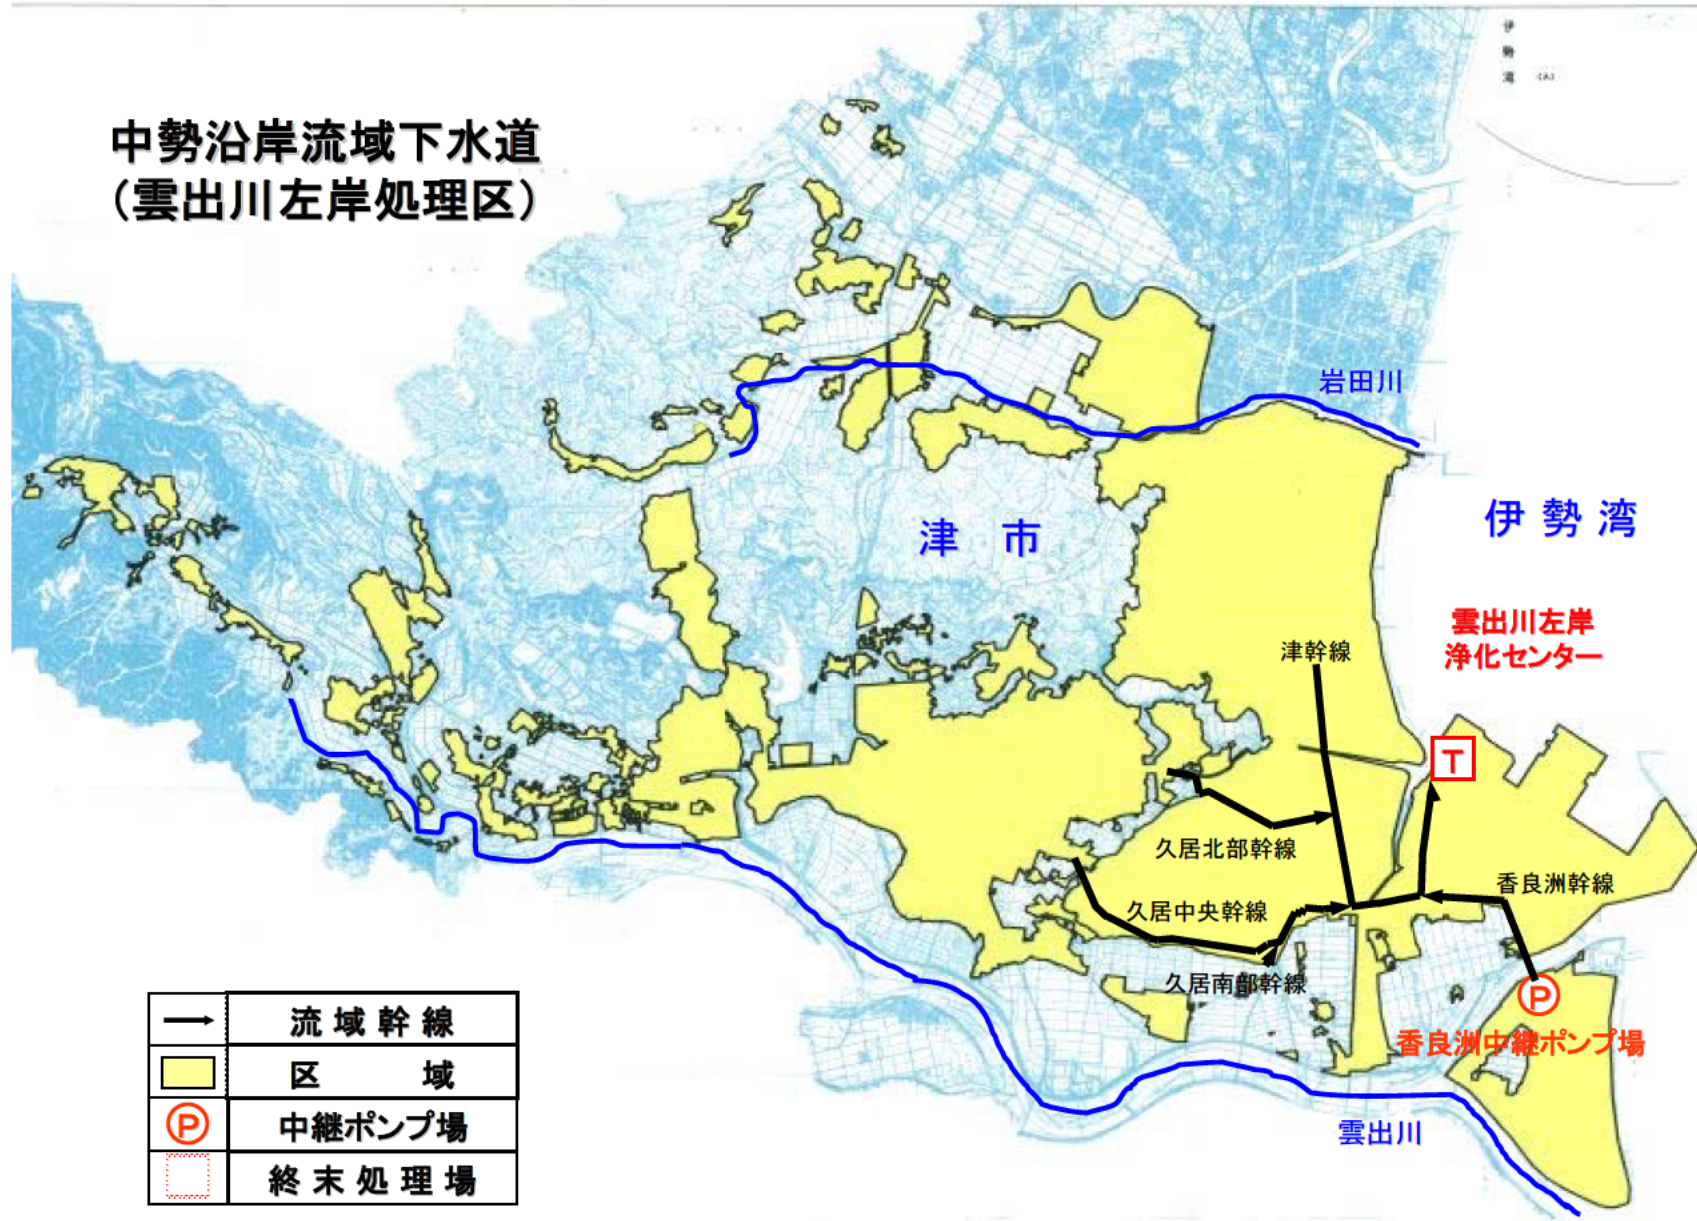 伊勢湾 (A)
中勢沿岸流域下水道
（雲出川左岸処理区）
岩田川
伊勢湾
津市
雲出川左岸
浄化センター
津幹線
T
久居北部幹線
香良洲幹線
久居中央幹線
久居南部幹線
P
香良洲中継ポンプ場
雲出川
流域幹線
区域
P
中継ポンプ場
終末処理場